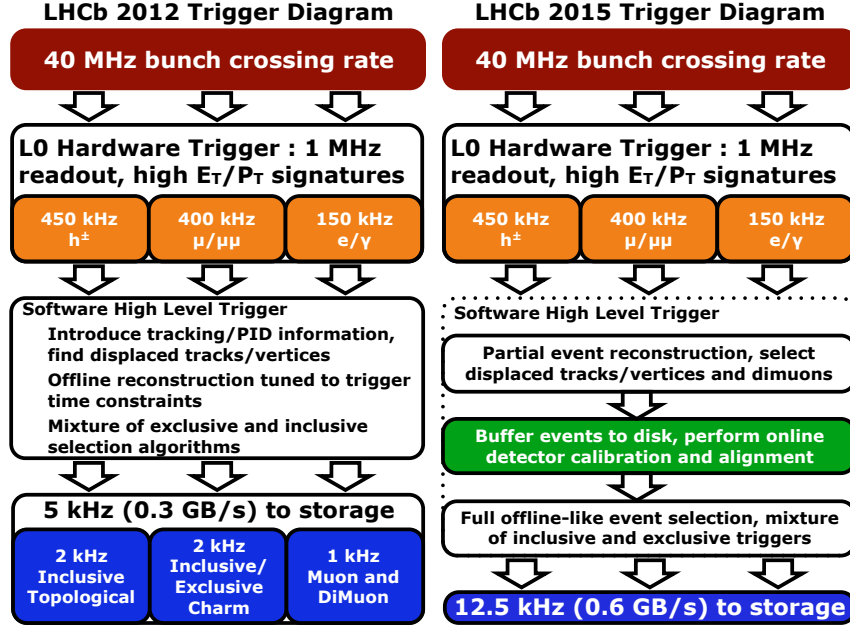 LHCb 2012 Trigger Diagram
40 MHz bunch crossing rate
L0 Hardware Trigger : 1 MHz
readout, high ET/PT signatures
450 kHz
h±
400 kHz
μ/μμ
150 kHz
e/γ
Software High Level Trigger
Introduce tracking/PID information,
find displaced tracks/vertices
Offline reconstruction tuned to trigger
time constraints
Mixture of exclusive and inclusive
selection algorithms
5 kHz (0.3 GB/s) to storage
2 kHz
Inclusive
Topological
2 kHz
Inclusive/
Exclusive
Charm
1 kHz
Muon and
DiMuon
LHCb 2015 Trigger Diagram
40 MHz bunch crossing rate
L0 Hardware Trigger : 1 MHz
readout, high ET/PT signatures
450 kHz
h±
400 kHz
μ/μμ
150 kHz
e/γ
Software High Level Trigger
Partial event reconstruction, select
displaced tracks/vertices and dimuons
Buffer events to disk, perform online
detector calibration and alignment
Full offline-like event selection, mixture
of inclusive and exclusive triggers
12.5 kHz (0.6 GB/s) to storage